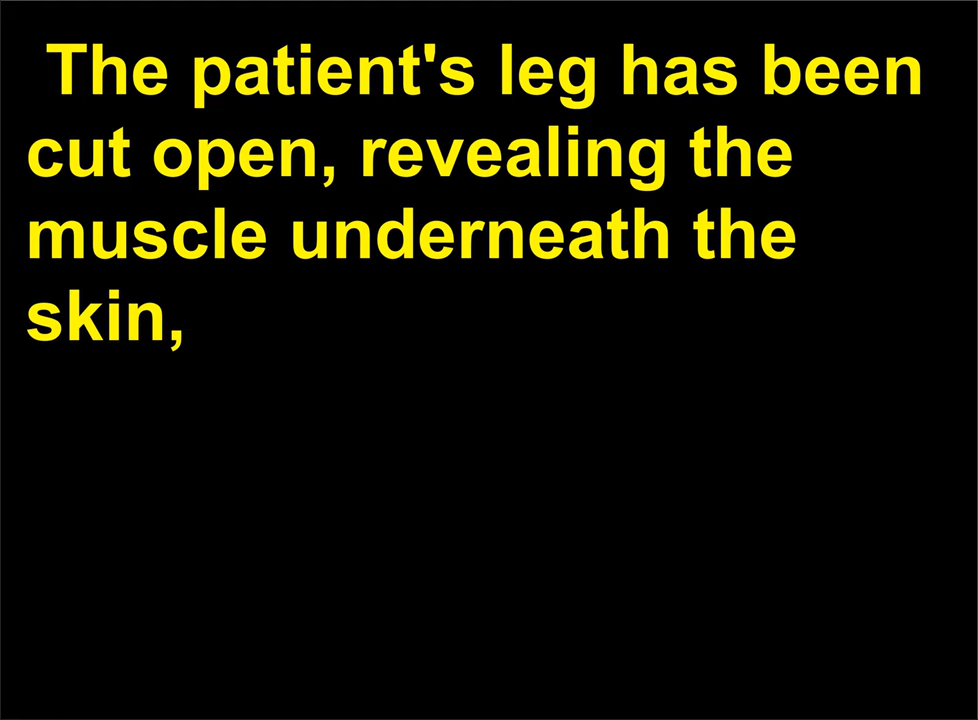 The patient's leg has been
cut open, revealing the
muscle underneath the
skin,